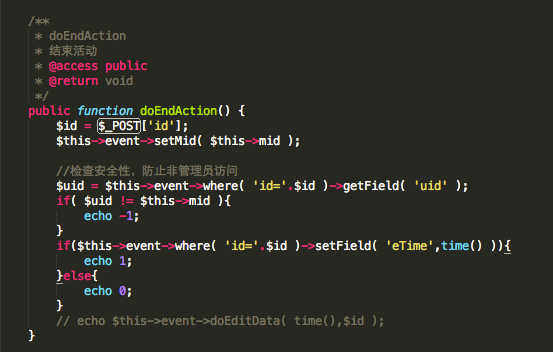 /**
 * doEndAction
 * 结束活动
 * @access public
 * @return void
 */
public function doEndAction() {
    $id = $_POST['id'];
    $this->event->setMid( $this->mid );

    //检查安全性，防止非管理员访问
    $uid = $this->event->where( 'id='.$id )->getField( 'uid' );
    if( $uid != $this->mid ){
        echo -1;
    }
    if($this->event->where( 'id='.$id )->setField( 'eTime',time() )){
        echo 1;
    }else{
        echo 0;
    }
    // echo $this->event->doEditData( time(),$id );
}